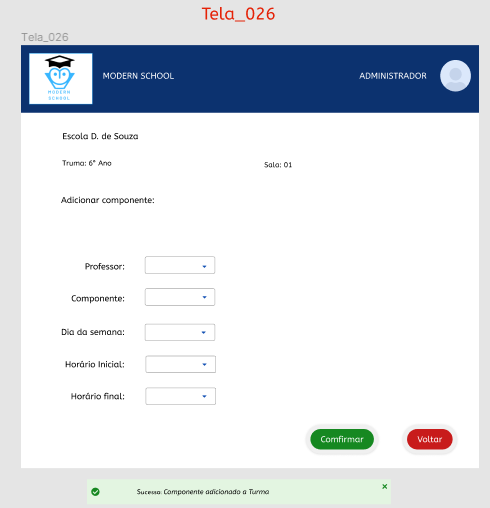 Tela_026
Tela_026
MODERN SCHOOL
MODERN SCHOOL
ADMINISTRADOR
Escola D. de Souza
Truma: 6° Ano
Sala: 01
Adicionar componente:
Professor:
Componente:
Dia da semana:
Horário Inicial:
Horário final:
Comfirmar
Voltar
Sucesso: Componente adicionado a Turma